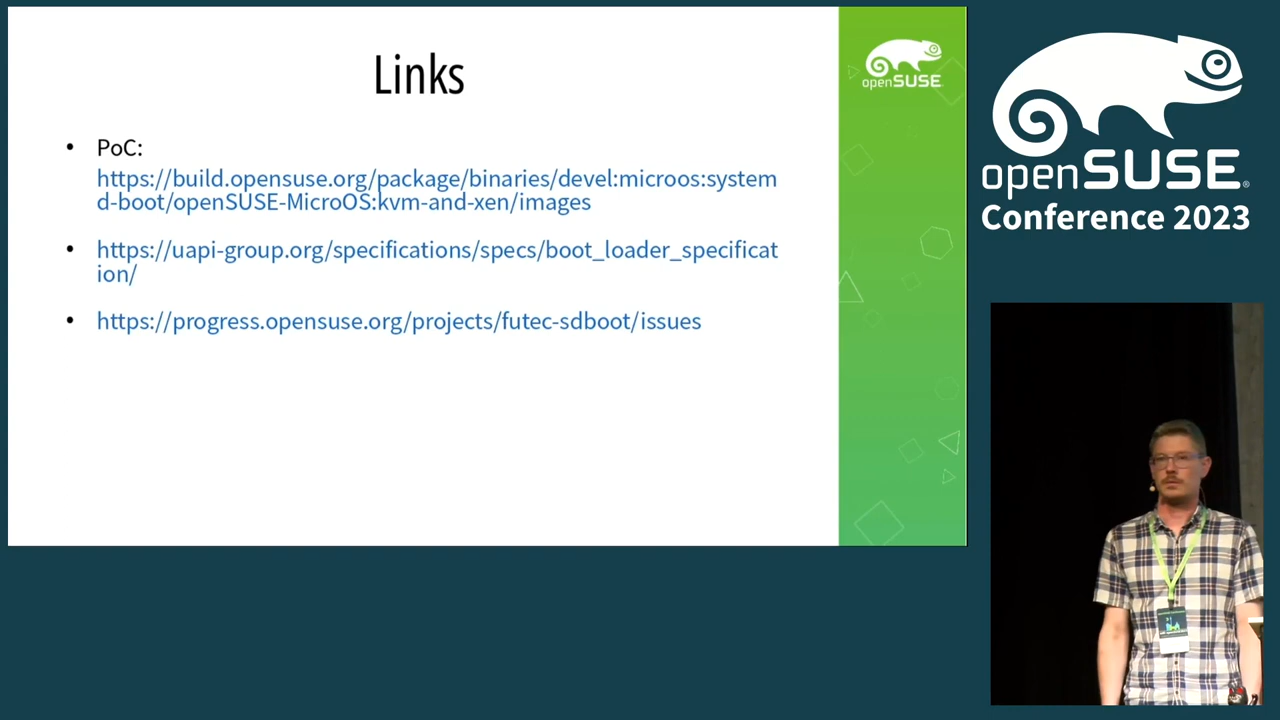 Links
PoC:
https://build.opensuse.org/package/binaries/devel:microos:system
d-boot/openSUSE-MicroOS:kvm-and-xen/images
https://uapi-group.org/specifications/specs/boot_loader_specificat
ion/
https://progress.opensuse.org/projects/futec-sdboot/issues
openSUSE
openSUSE
Conference 2023